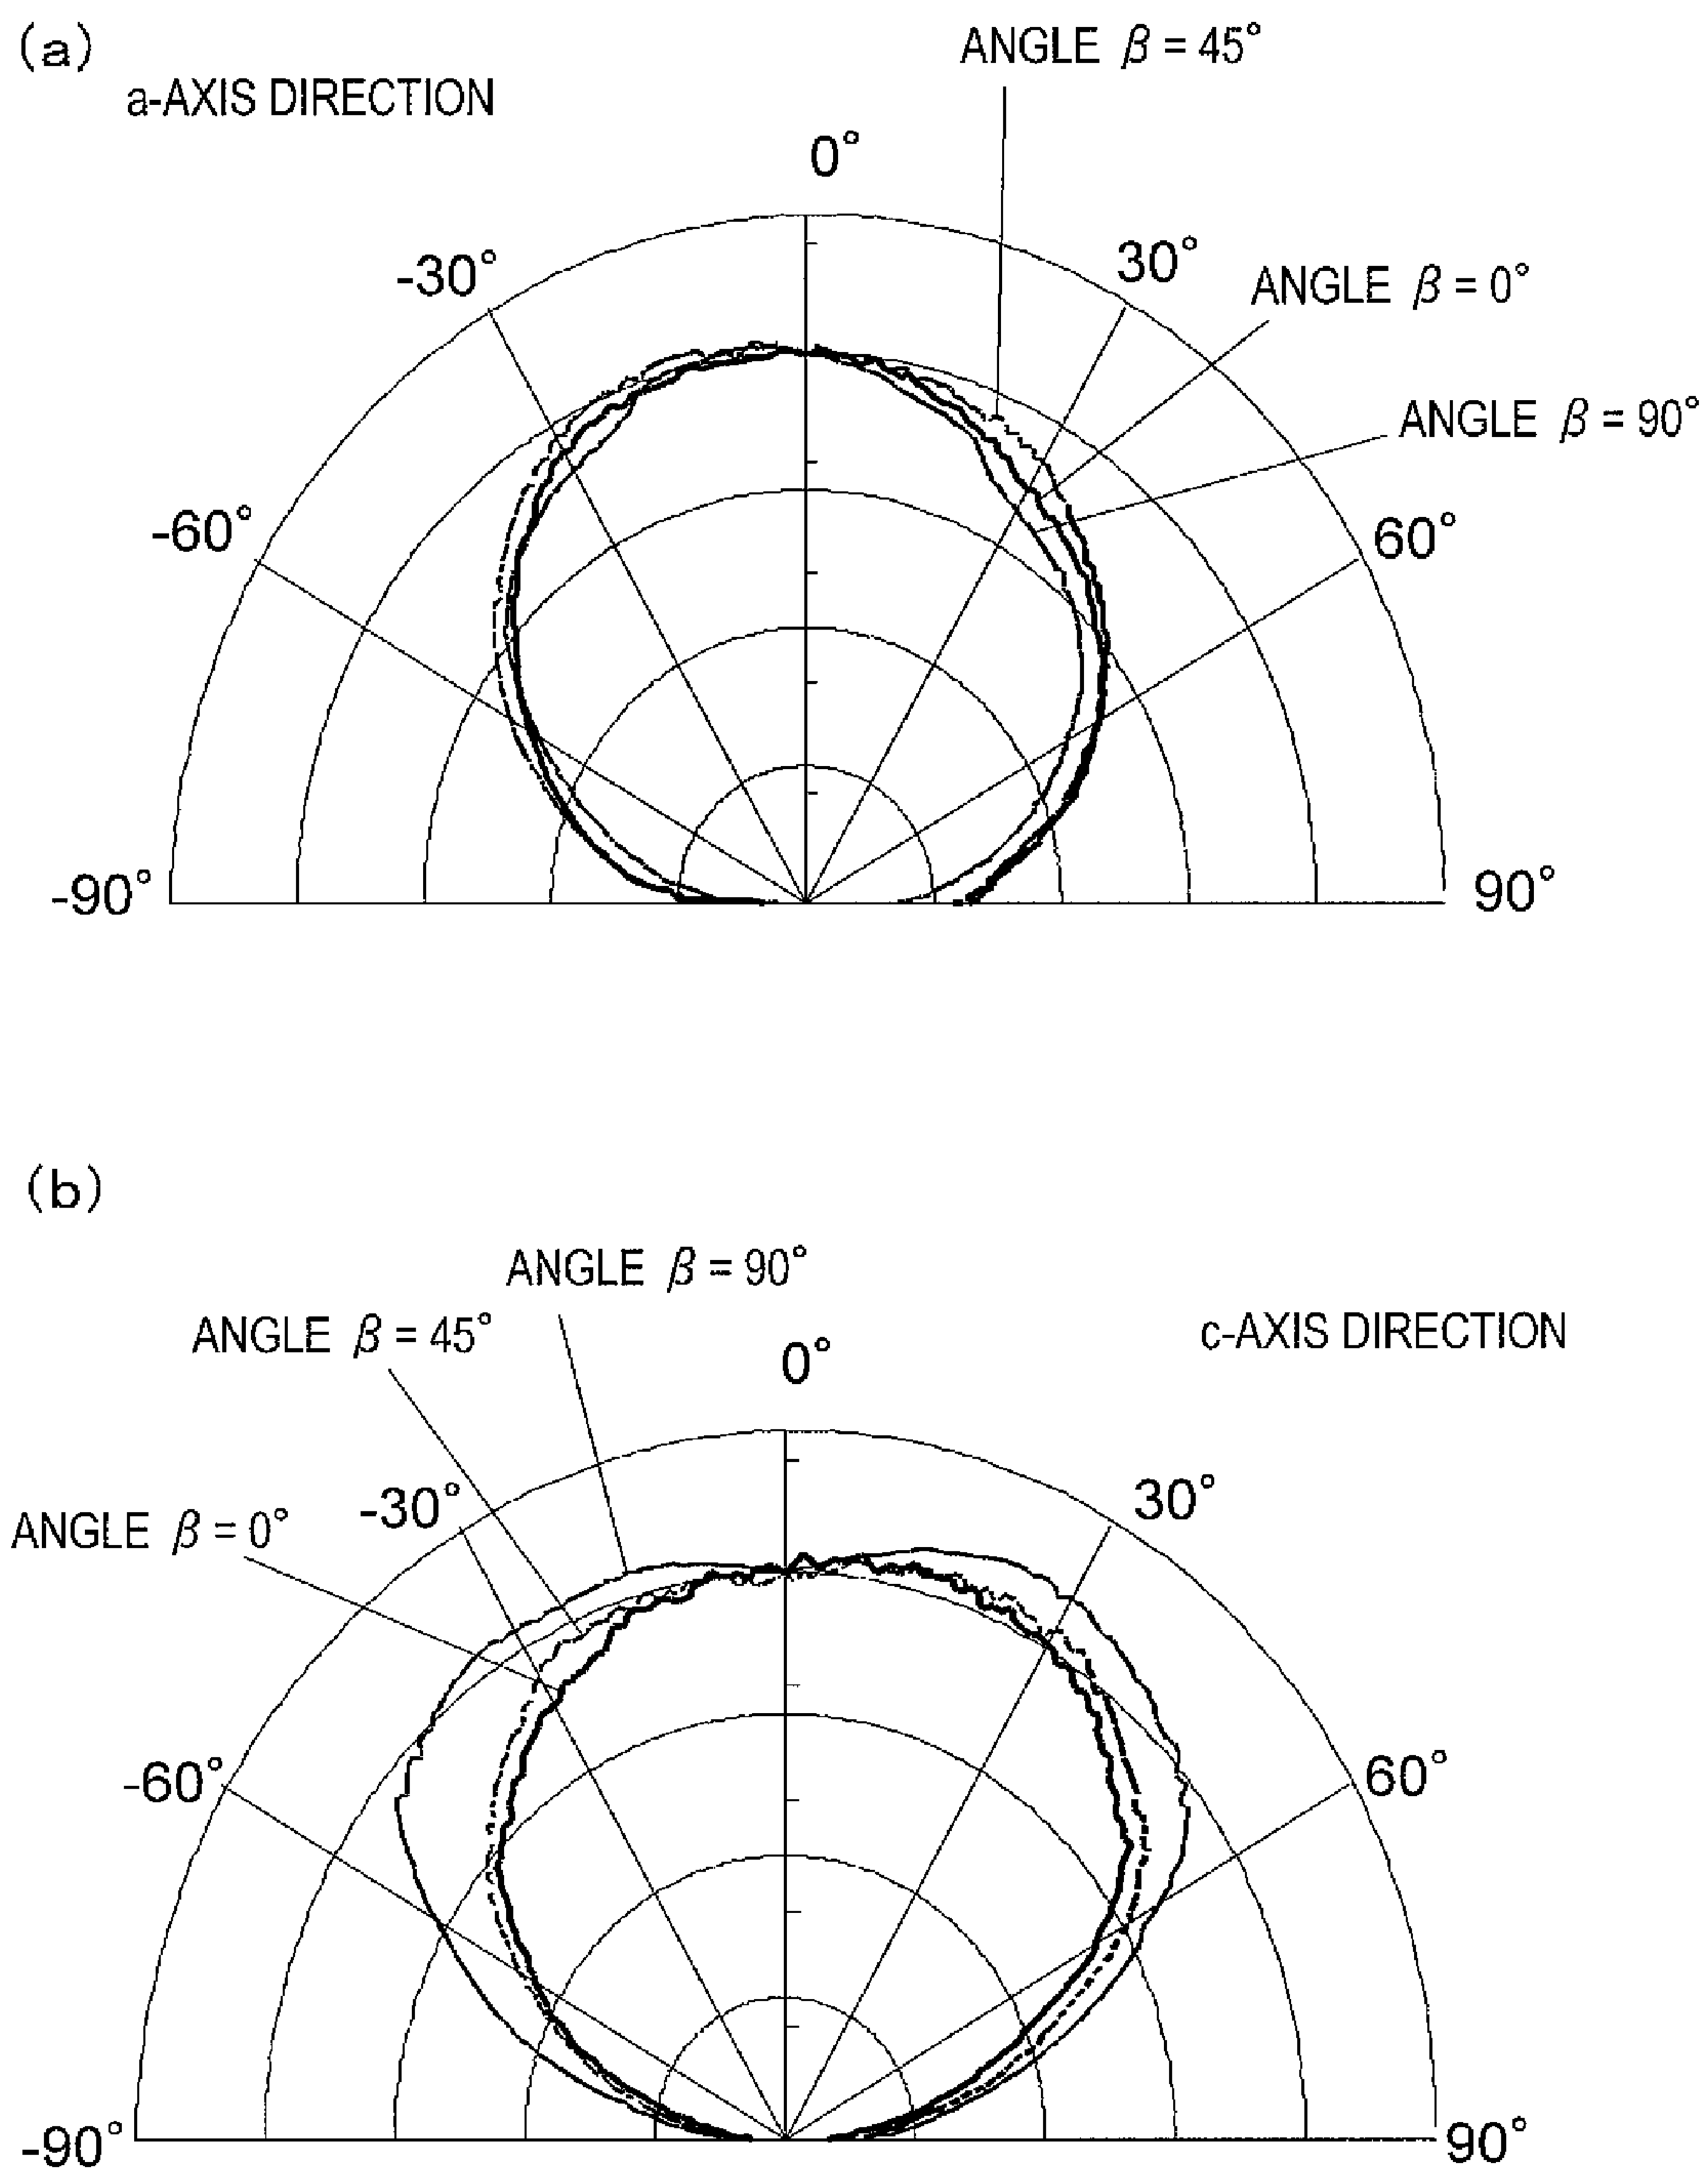 (a)
a-AXIS DIRECTION
ANGLE β = 45°
0°
-30°
30°
ANGLE β = 0°
ANGLE β = 90°
-60°
60°
-90°
90°
(b)
ANGLE β = 90°
ANGLE β = 45°
c-AXIS DIRECTION
0°
-30°
30°
ANGLE β = 0°
-60°
60°
-90°
90°